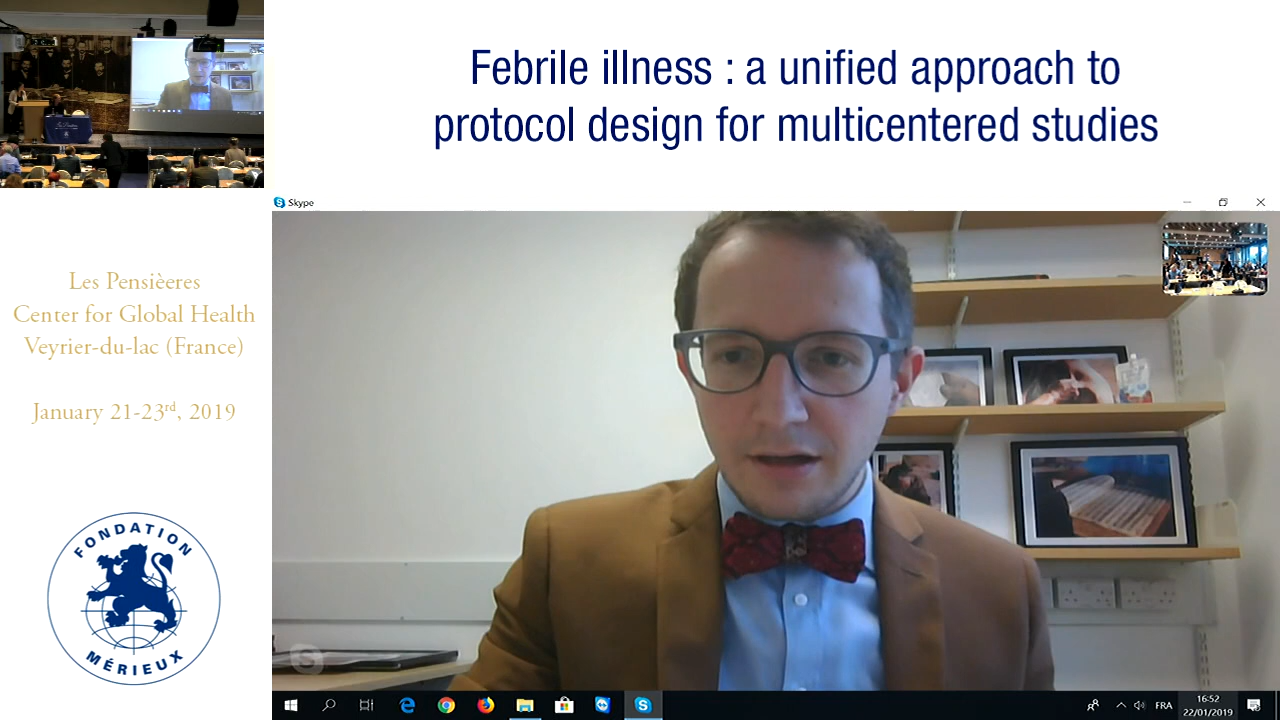 Febrile illness : a unified approach to
protocol design for multicentered studies
Skype
Les Pensièeres
Center for Global Health
Veyrier-du-lac (France)
January 21-23rd, 2019
FONDATION
MÉRIEUX
FRA
16:52
22/01/2019